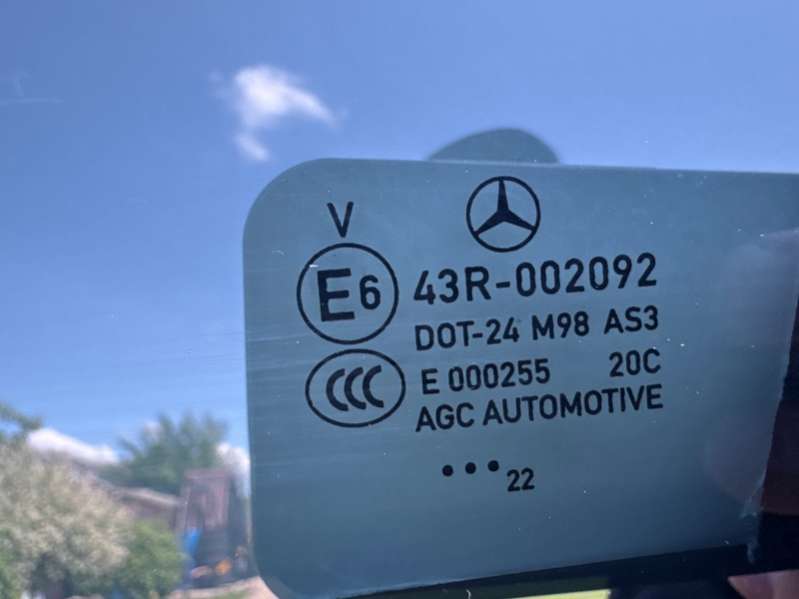 V
E6 43R-002092
DOT-24 M98 AS3
CCC E 000255 20C
AGC AUTOMOTIVE
•••22